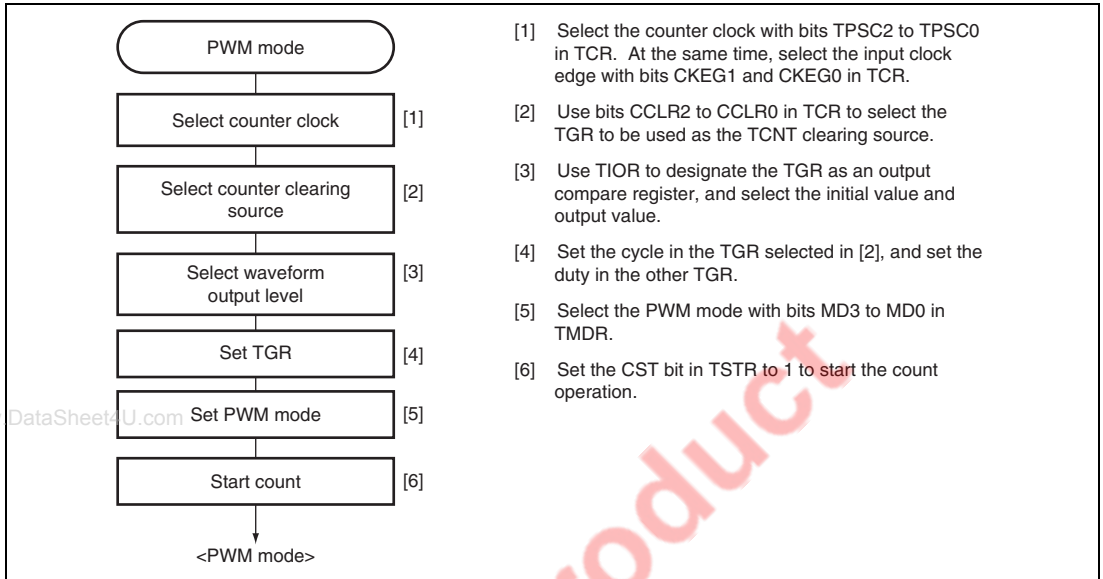 PWM mode
Select counter clock [1]
Select counter clearing
source
[2]
Select waveform
output level
[3]
Set TGR [4]
DataSheet4U.com
Set PWM mode [5]
Start count [6]
<PWM mode>
[1] Select the counter clock with bits TPSC2 to TPSC0
in TCR. At the same time, select the input clock
edge with bits CKEG1 and CKEG0 in TCR.
[2] Use bits CCLR2 to CCLR0 in TCR to select the
TGR to be used as the TCNT clearing source.
[3] Use TIOR to designate the TGR as an output
compare register, and select the initial value and
output value.
[4] Set the cycle in the TGR selected in [2], and set the
duty in the other TGR.
[5] Select the PWM mode with bits MD3 to MD0 in
TMDR.
[6] Set the CST bit in TSTR to 1 to start the count
operation.
roduct